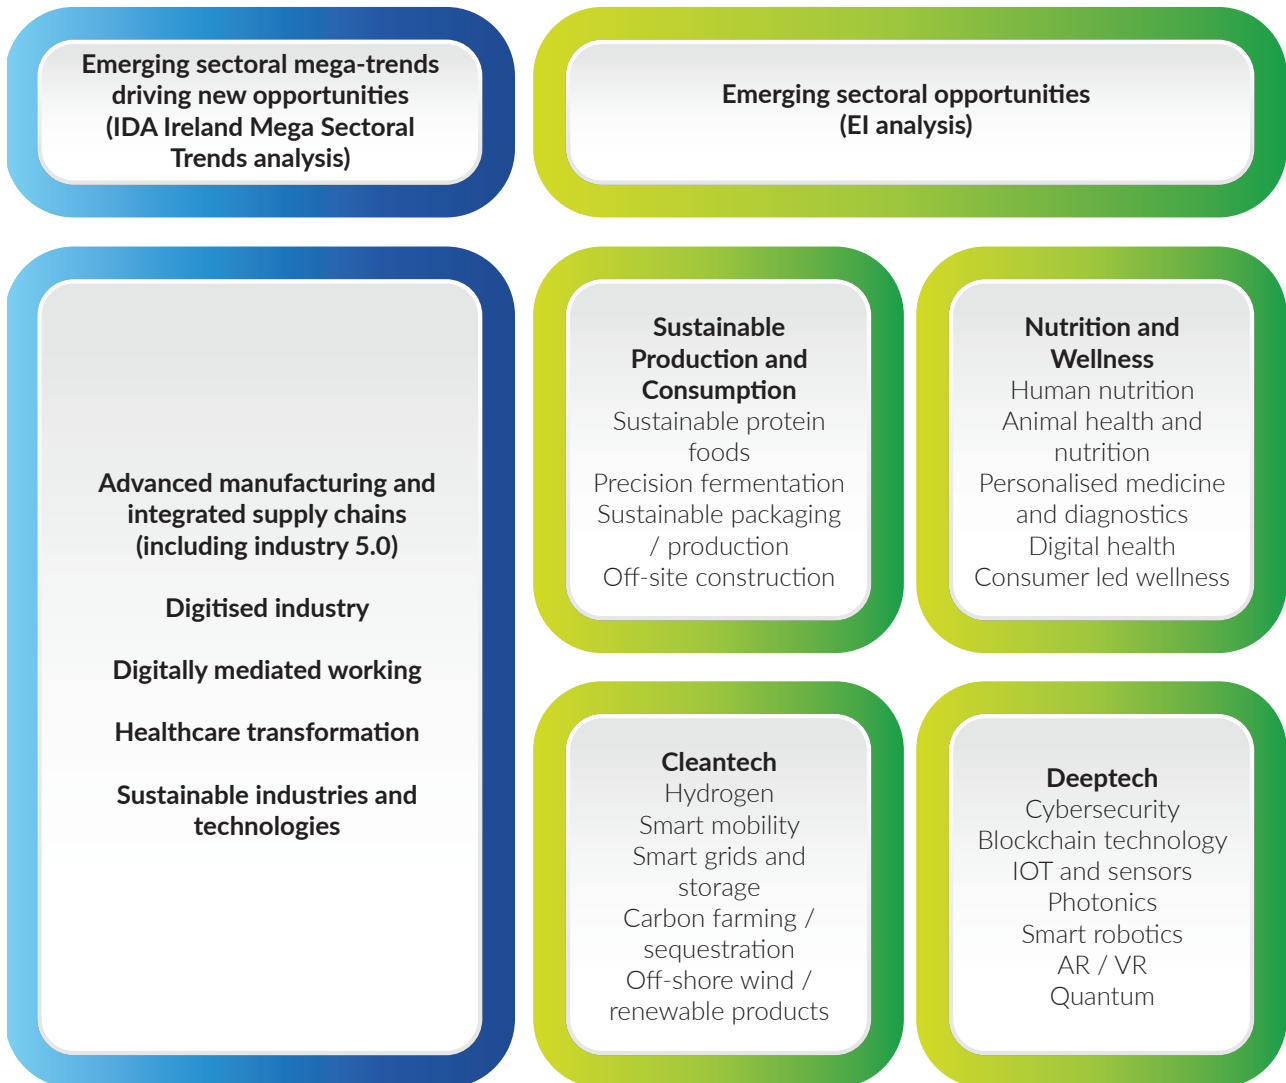 Emerging sectoral mega-trends
driving new opportunities
(IDA Ireland Mega Sectoral
Trends analysis)
Emerging sectoral opportunities
(EI analysis)
Advanced manufacturing and
integrated supply chains
(including industry 5.0)
Digitised industry
Digitally mediated working
Healthcare transformation
Sustainable industries and
technologies
Sustainable
Production and
Consumption
Sustainable protein
foods
Precision fermentation
Sustainable packaging
/ production
Off-site construction
Nutrition and
Wellness
Human nutrition
Animal health and
nutrition
Personalised medicine
and diagnostics
Digital health
Consumer led wellness
Cleantech
Hydrogen
Smart mobility
Smart grids and
storage
Carbon farming /
sequestration
Off-shore wind /
renewable products
Deeptech
Cybersecurity
Blockchain technology
IOT and sensors
Photonics
Smart robotics
AR / VR
Quantum